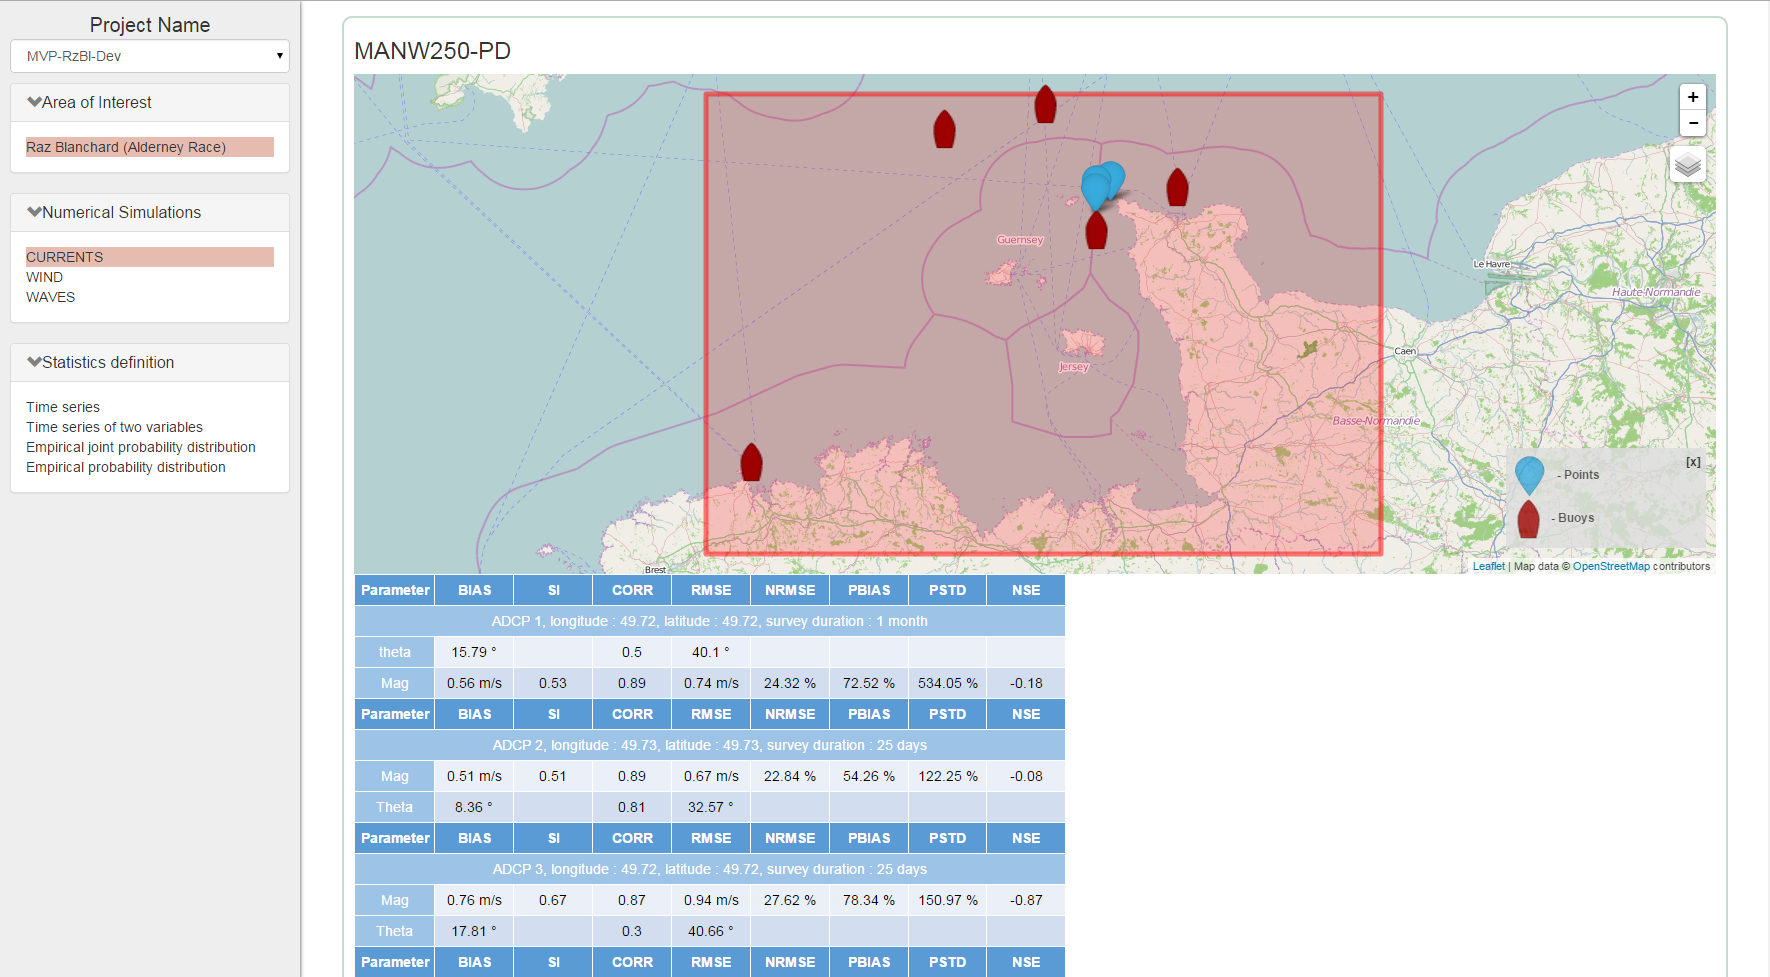 Project Name
MVP-RzBl-Dev
Area of Interest
Raz Blanchard (Alderney Race)
Numerical Simulations
CURRENTS
WIND
WAVES
Statistics definition
Time series
Time series of two variables
Empirical joint probability distribution
Empirical probability distribution
MANW250-PD
+
−
Guernsey
Jersey
Le Havre
Haute-Normandie
Caen
Basse-Normandie
Brest
[x]
- Points
- Buoys
Leaflet | Map data © OpenStreetMap contributors
Parameter BIAS SI CORR RMSE NRMSE PBIAS PSTD NSE
ADCP 1, longitude : 49.72, latitude : 49.72, survey duration : 1 month
theta 15.79 ° 0.5 40.1 °
Mag 0.56 m/s 0.53 0.89 0.74 m/s 24.32 % 72.52 % 534.05 % -0.18
Parameter BIAS SI CORR RMSE NRMSE PBIAS PSTD NSE
ADCP 2, longitude : 49.73, latitude : 49.73, survey duration : 25 days
Mag 0.51 m/s 0.51 0.89 0.67 m/s 22.84 % 54.26 % 122.25 % -0.08
Theta 8.36 ° 0.81 32.57 °
Parameter BIAS SI CORR RMSE NRMSE PBIAS PSTD NSE
ADCP 3, longitude : 49.72, latitude : 49.72, survey duration : 25 days
Mag 0.76 m/s 0.67 0.87 0.94 m/s 27.62 % 78.34 % 150.97 % -0.87
Theta 17.81 ° 0.3 40.66 °
Parameter BIAS SI CORR RMSE NRMSE PBIAS PSTD NSE